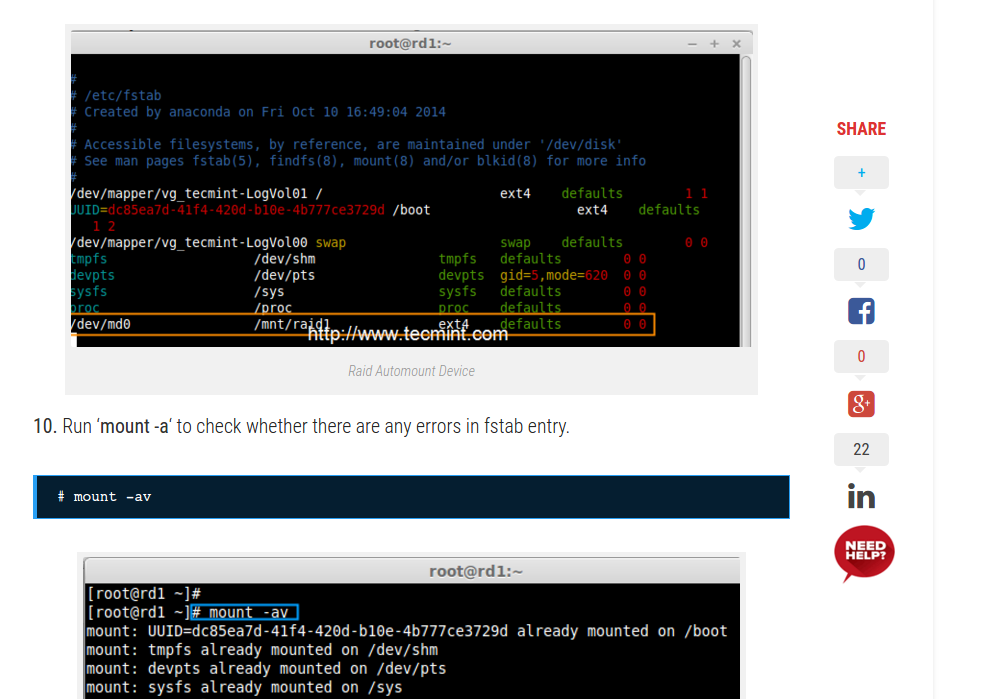 root@rd1:~
#
# /etc/fstab
# Created by anaconda on Fri Oct 10 16:49:04 2014
#
# Accessible filesystems, by reference, are maintained under '/dev/disk'
# See man pages fstab(5), findfs(8), mount(8) and/or blkid(8) for more info
#
/dev/mapper/vg_tecmint-LogVol01 / ext4 defaults 1 1
UUID=dc85ea7d-41f4-420d-b10e-4b777ce3729d /boot ext4 defaults
1 2
/dev/mapper/vg_tecmint-LogVol00 swap swap defaults 0 0
tmpfs /dev/shm tmpfs defaults 0 0
devpts /dev/pts devpts gid=5,mode=620 0 0
sysfs /sys sysfs defaults 0 0
proc /proc proc defaults 0 0
/dev/md0 /mnt/raid1 ext4 defaults 0 0
http://www.tecmint.com
Raid Automount Device
10. Run ‘mount -a‘ to check whether there are any errors in fstab entry.
# mount -av
root@rd1:~
[root@rd1 ~]#
[root@rd1 ~]# mount -av
mount: UUID=dc85ea7d-41f4-420d-b10e-4b777ce3729d already mounted on /boot
mount: tmpfs already mounted on /dev/shm
mount: devpts already mounted on /dev/pts
mount: sysfs already mounted on /sys
SHARE
+
0
0
22
in
NEED
HELP?